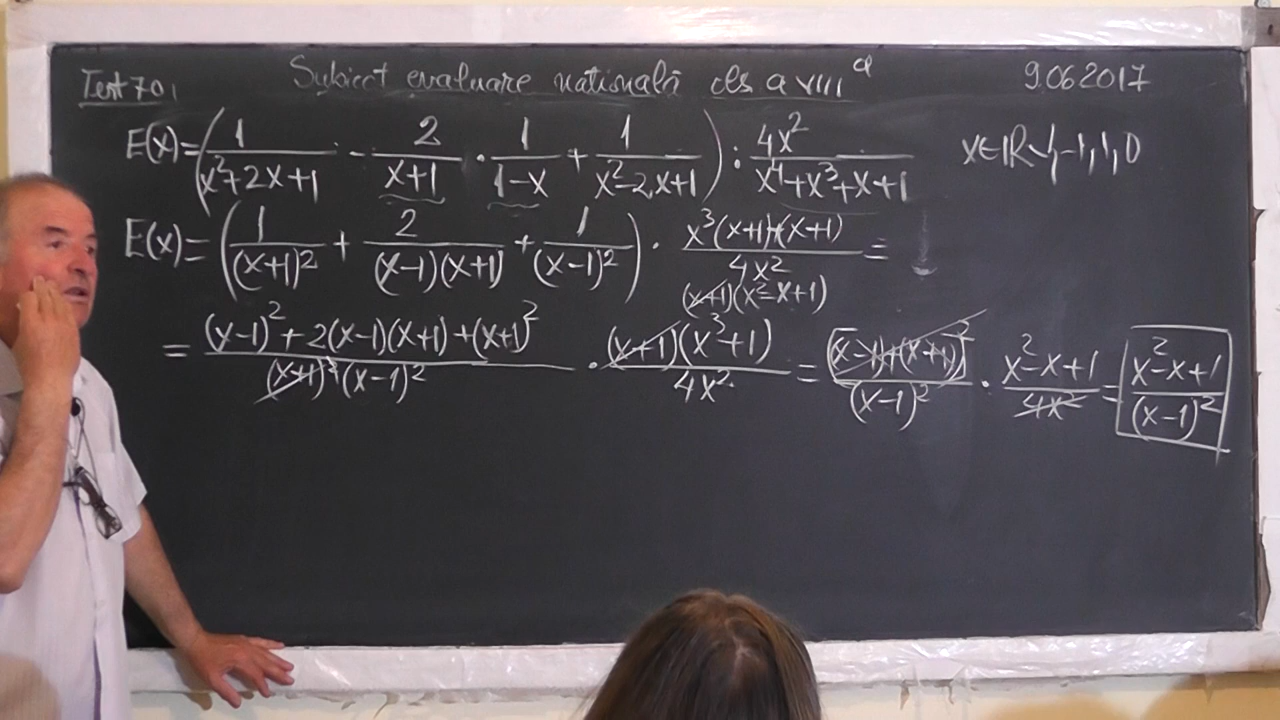 Test 70, Subiect evaluare natională cls a VIII a 9.06 2017
E(x)=(1/(x²+2x+1) - 2/(x+1) · 1/(1-x) + 1/(x²-2x+1)) : 4x²/(x⁴+x³+x+1) x∈ℝ\{-1,1,0
E(x)=(1/(x+1)² + 2/((x-1)(x+1)) + 1/(x-1)²) · (x³(x+1)+(x+1))/4x² =
(x+1)(x²-x+1)
= ((x-1)²+2(x-1)(x+1)+(x+1)²)/((x+1)²(x-1)²) · ((x+1)(x³+1))/4x² = [(x-1)+(x+1)]²/(x-1)² · (x²-x+1)/4x² = (x²-x+1)/(x-1)²